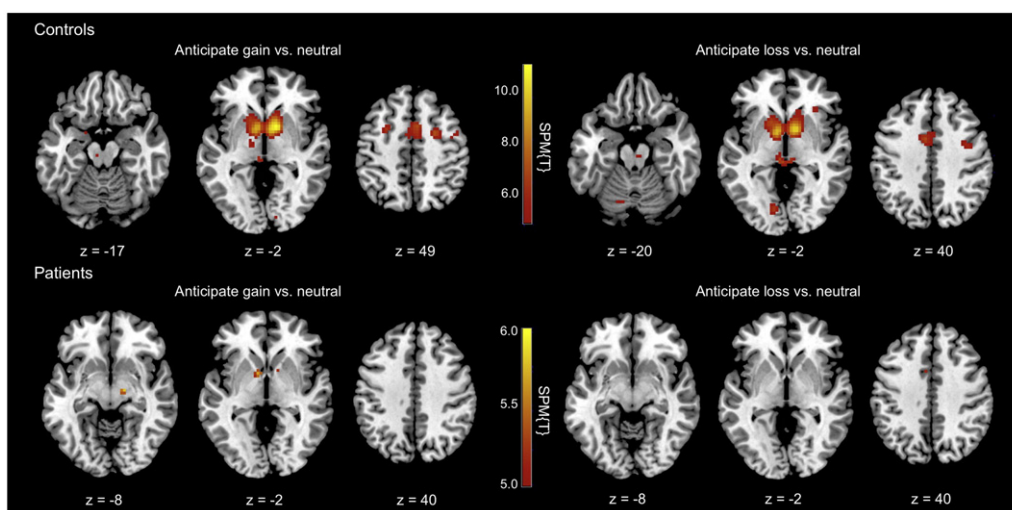 Controls
Anticipate gain vs. neutral
Anticipate loss vs. neutral
10.0
8.0
6.0
SPM{T}
z = -17
z = -2
z = 49
z = -20
z = -2
z = 40
Patients
Anticipate gain vs. neutral
Anticipate loss vs. neutral
6.0
5.5
5.0
SPM{T}
z = -8
z = -2
z = 40
z = -8
z = -2
z = 40